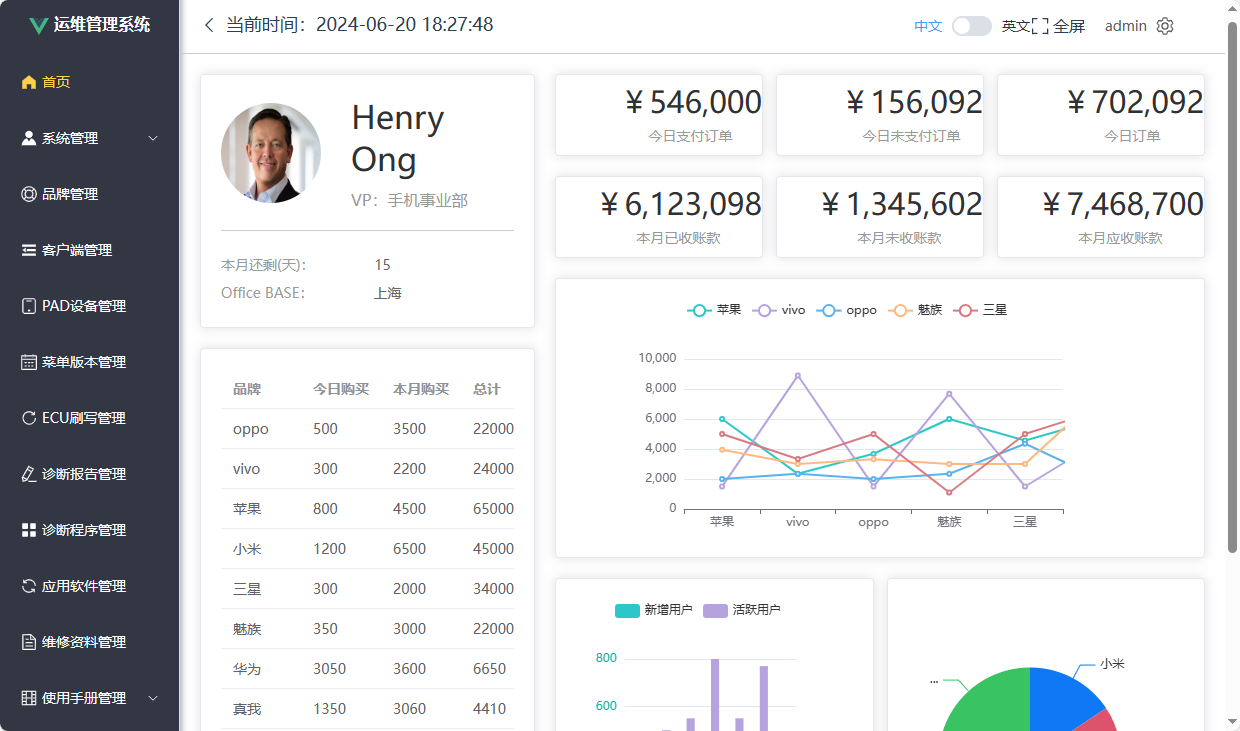 运维管理系统
首页
系统管理
品牌管理
客户端管理
PAD设备管理
菜单版本管理
ECU刷写管理
诊断报告管理
诊断程序管理
应用软件管理
维修资料管理
使用手册管理
当前时间：2024-06-20 18:27:48
中文 英文 全屏 admin
Henry
Ong
VP：手机事业部
本月还剩(天)： 15
Office BASE： 上海
品牌 今日购买 本月购买 总计
oppo 500 3500 22000
vivo 300 2200 24000
苹果 800 4500 65000
小米 1200 6500 45000
三星 300 2000 34000
魅族 350 3000 22000
华为 3050 3600 6650
真我 1350 3060 4410
￥546,000
今日支付订单
￥156,092
今日未支付订单
￥702,092
今日订单
￥6,123,098
本月已收账款
￥1,345,602
本月未收账款
￥7,468,700
本月应收账款
苹果 vivo oppo 魅族 三星
10,000
8,000
6,000
4,000
2,000
0
苹果 vivo oppo 魅族 三星
新增用户 活跃用户
800
600
小米
...